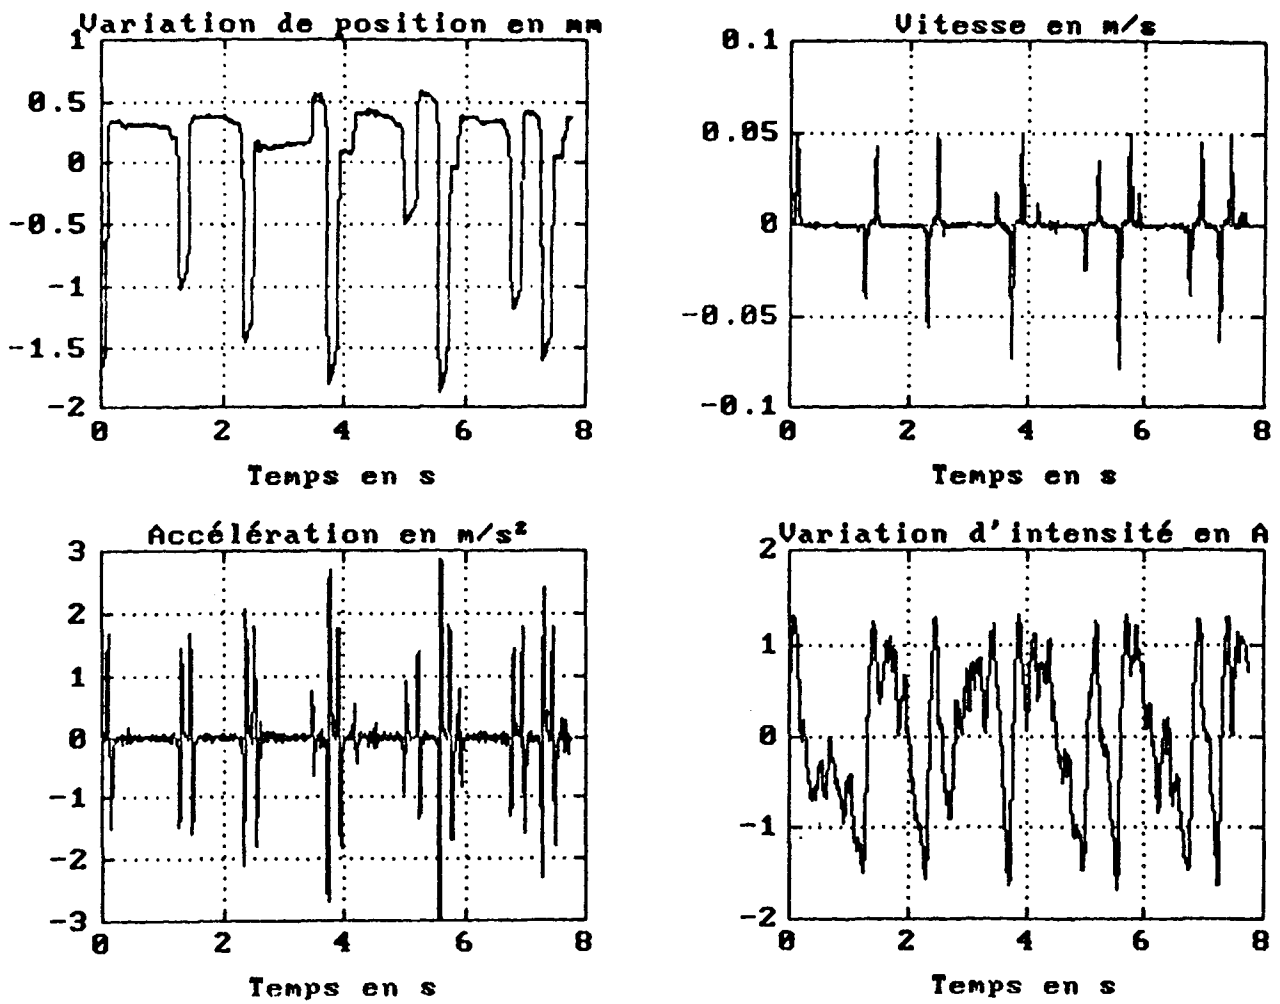 Variation de position en mm
1
0.5
0
-0.5
-1
-1.5
-2
0 2 4 6 8
Temps en s
Vitesse en m/s
0.1
0.05
0
-0.05
-0.1
0 2 4 6 8
Temps en s
Accélération en m/s²
3
2
1
0
-1
-2
-3
0 2 4 6 8
Temps en s
Variation d'intensité en A
2
1
0
-1
-2
0 2 4 6 8
Temps en s